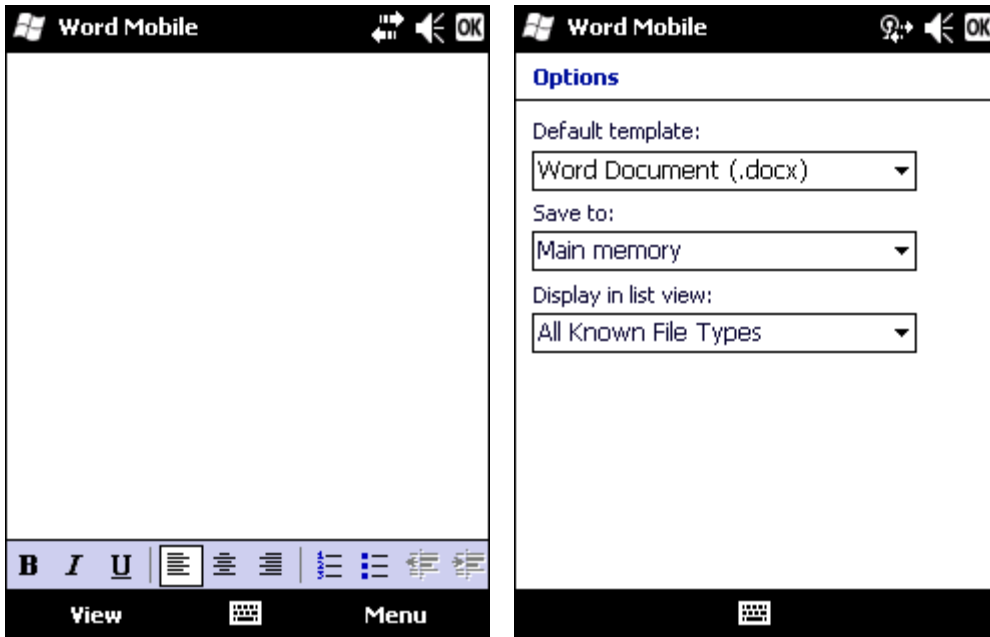 Word Mobile OK
B I U
View Menu
Word Mobile OK
Options
Default template:
Word Document (.docx)
Save to:
Main memory
Display in list view:
All Known File Types